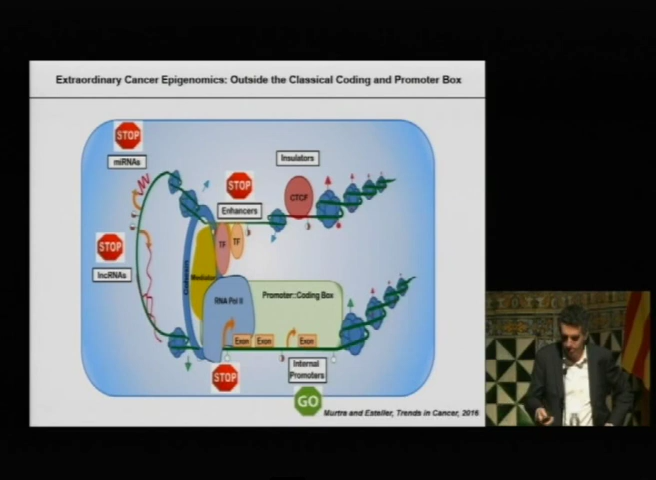 Extraordinary Cancer Epigenomics: Outside the Classical Coding and Promoter Box
STOP
miRNAs
Insulators
STOP
CTCF
Enhancers
STOP
TF
TF
lncRNAs
Cohesin
Mediator
RNA Pol II
Promoter::Coding Box
Exon
Exon
Exon
STOP
Internal
Promoters
GO
Murtra and Esteller, Trends in Cancer, 2016